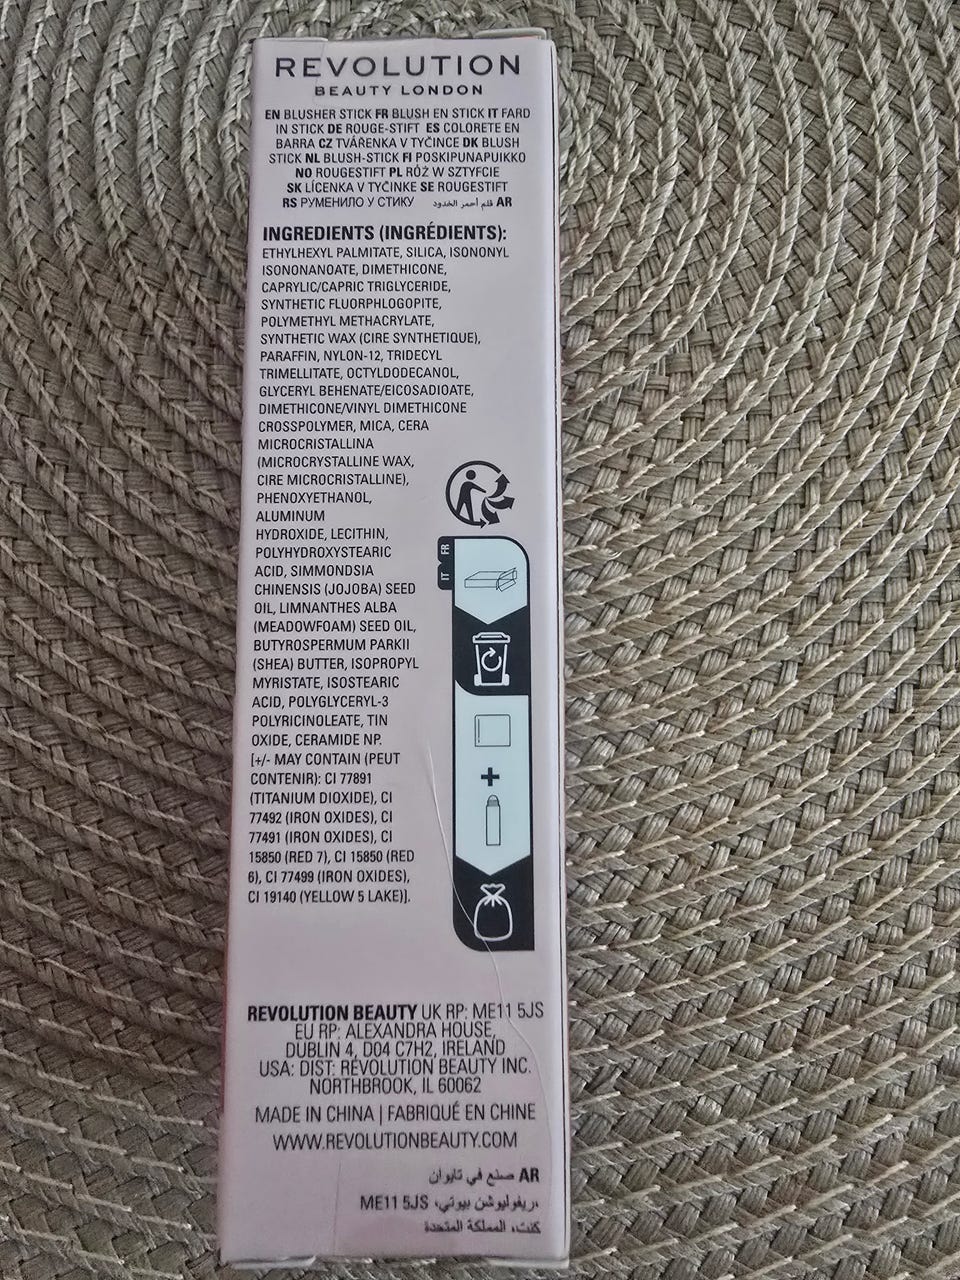 REVOLUTION
BEAUTY LONDON
EN BLUSHER STICK FR BLUSH EN STICK IT FARD
IN STICK DE ROUGE-STIFT ES COLORETE EN
BARRA CZ TVÁŘENKA V TYČINCE DK BLUSH
STICK NL BLUSH-STICK FI POSKIPUNAPUIKKO
NO ROUGESTIFT PL RÓŻ W SZTYFCIE
SK LÍCENKA V TYČINKE SE ROUGESTIFT
RS РУМЕНИЛО У СТИКУ قلم أحمر الخدود AR
INGREDIENTS (INGRÉDIENTS):
ETHYLHEXYL PALMITATE, SILICA, ISONONYL
ISONONANOATE, DIMETHICONE,
CAPRYLIC/CAPRIC TRIGLYCERIDE,
SYNTHETIC FLUORPHLOGOPITE,
POLYMETHYL METHACRYLATE,
SYNTHETIC WAX (CIRE SYNTHETIQUE),
PARAFFIN, NYLON-12, TRIDECYL
TRIMELLITATE, OCTYLDODECANOL,
GLYCERYL BEHENATE/EICOSADIOATE,
DIMETHICONE/VINYL DIMETHICONE
CROSSPOLYMER, MICA, CERA
MICROCRISTALLINA
(MICROCRYSTALLINE WAX,
CIRE MICROCRISTALLINE),
PHENOXYETHANOL,
ALUMINUM
HYDROXIDE, LECITHIN,
POLYHYDROXYSTEARIC
ACID, SIMMONDSIA
CHINENSIS (JOJOBA) SEED
OIL, LIMNANTHES ALBA
(MEADOWFOAM) SEED OIL,
BUTYROSPERMUM PARKII
(SHEA) BUTTER, ISOPROPYL
MYRISTATE, ISOSTEARIC
ACID, POLYGLYCERYL-3
POLYRICINOLEATE, TIN
OXIDE, CERAMIDE NP.
[+/- MAY CONTAIN (PEUT
CONTENIR): CI 77891
(TITANIUM DIOXIDE), CI
77492 (IRON OXIDES), CI
77491 (IRON OXIDES), CI
15850 (RED 7), CI 15850 (RED
6), CI 77499 (IRON OXIDES),
CI 19140 (YELLOW 5 LAKE)].
FR
IT
REVOLUTION BEAUTY UK RP: ME11 5JS
EU RP: ALEXANDRA HOUSE,
DUBLIN 4, D04 C7H2, IRELAND
USA: DIST: REVOLUTION BEAUTY INC.
NORTHBROOK, IL 60062
MADE IN CHINA | FABRIQUÉ EN CHINE
WWW.REVOLUTIONBEAUTY.COM
AR صنع في تايوان
ريفوليوشن بيوتي، ME11 5JS،
كنت، المملكة المتحدة